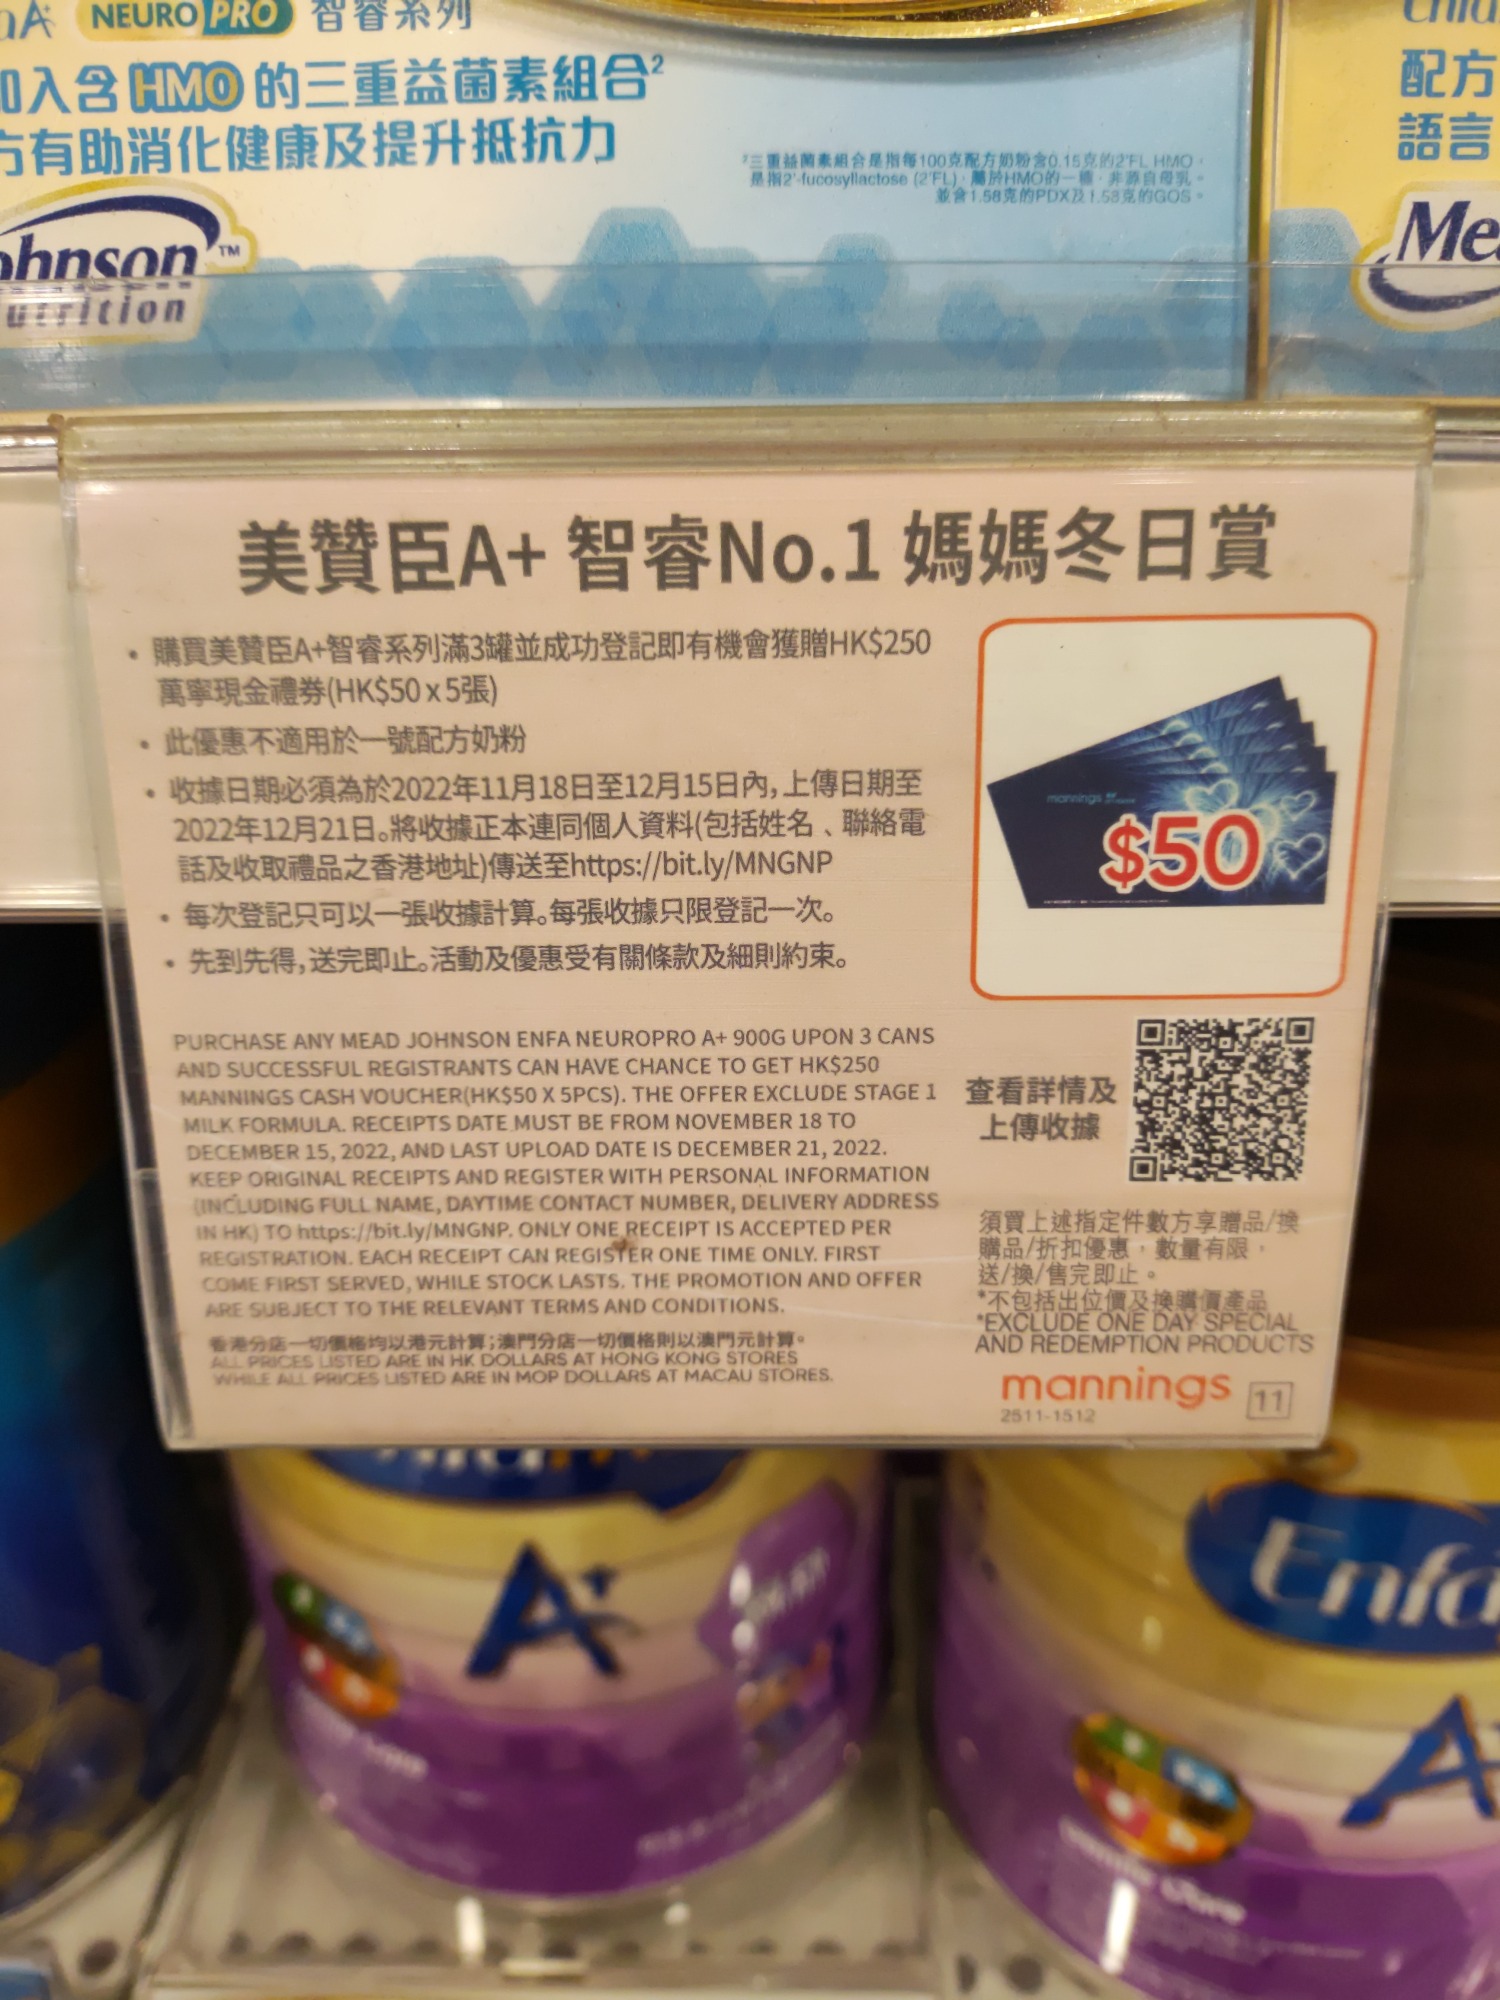 NEURO PRO 智睿系列
加入含HMO的三重益菌素組合²
方有助消化健康及提升抵抗力
配方
語言
²三重益菌素組合是指每100克配方奶粉含0.15克的2'FL HMO，
是指2'-fucosyllactose (2'FL)，屬於HMO的一種，非源自母乳。
並含1.58克的PDX及1.58克的GOS。
Johnson™
Nutrition
Me
美贊臣A+ 智睿No.1 媽媽冬日賞
• 購買美贊臣A+智睿系列滿3罐並成功登記即有機會獲贈HK$250
萬寧現金禮券(HK$50 x 5張)
• 此優惠不適用於一號配方奶粉
• 收據日期必須為於2022年11月18日至12月15日內，上傳日期至
2022年12月21日。將收據正本連同個人資料(包括姓名、聯絡電
話及收取禮品之香港地址)傳送至https://bit.ly/MNGNP
• 每次登記只可以一張收據計算。每張收據只限登記一次。
• 先到先得，送完即止。活動及優惠受有關條款及細則約束。
mannings
$50
PURCHASE ANY MEAD JOHNSON ENFA NEUROPRO A+ 900G UPON 3 CANS
AND SUCCESSFUL REGISTRANTS CAN HAVE CHANCE TO GET HK$250
MANNINGS CASH VOUCHER(HK$50 X 5PCS). THE OFFER EXCLUDE STAGE 1
MILK FORMULA. RECEIPTS DATE MUST BE FROM NOVEMBER 18 TO
DECEMBER 15, 2022, AND LAST UPLOAD DATE IS DECEMBER 21, 2022.
KEEP ORIGINAL RECEIPTS AND REGISTER WITH PERSONAL INFORMATION
(INCLUDING FULL NAME, DAYTIME CONTACT NUMBER, DELIVERY ADDRESS
IN HK) TO https://bit.ly/MNGNP. ONLY ONE RECEIPT IS ACCEPTED PER
REGISTRATION. EACH RECEIPT CAN REGISTER ONE TIME ONLY. FIRST
COME FIRST SERVED, WHILE STOCK LASTS. THE PROMOTION AND OFFER
ARE SUBJECT TO THE RELEVANT TERMS AND CONDITIONS.
香港分店一切價格均以港元計算；澳門分店一切價格則以澳門元計算。
ALL PRICES LISTED ARE IN HK DOLLARS AT HONG KONG STORES
WHILE ALL PRICES LISTED ARE IN MOP DOLLARS AT MACAU STORES.
查看詳情及
上傳收據
須買上述指定件數方享贈品/換
購品/折扣優惠，數量有限，
送/換/售完即止。
*不包括出位價及換購價產品
*EXCLUDE ONE DAY SPECIAL
AND REDEMPTION PRODUCTS
mannings 11
2511-1512
A+
Enfa
A+